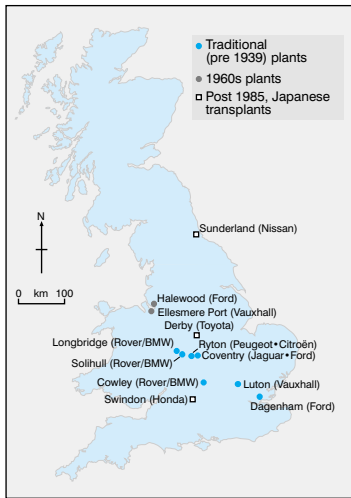 Traditional
(pre 1939) plants
1960s plants
Post 1985, Japanese
transplants
N
0 km 100
Sunderland (Nissan)
Halewood (Ford)
Ellesmere Port (Vauxhall)
Derby (Toyota)
Longbridge (Rover/BMW)
Ryton (Peugeot•Citroën)
Solihull (Rover/BMW)
Coventry (Jaguar•Ford)
Cowley (Rover/BMW)
Luton (Vauxhall)
Swindon (Honda)
Dagenham (Ford)